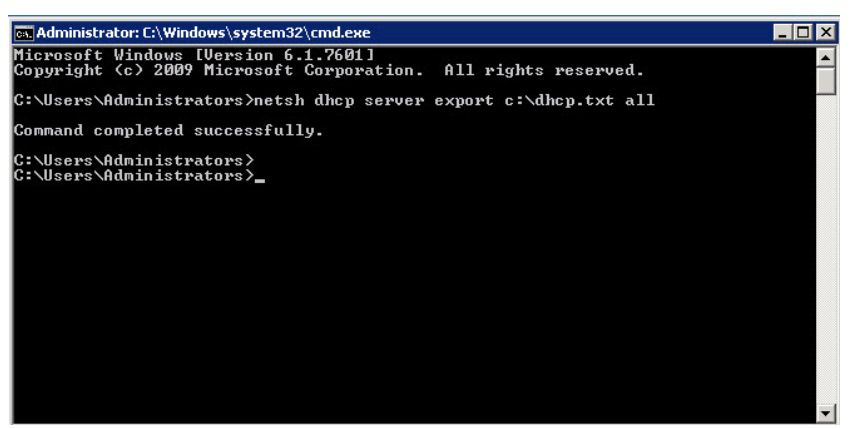 Administrator: C:\Windows\system32\cmd.exe
Microsoft Windows [Version 6.1.7601]
Copyright (c) 2009 Microsoft Corporation.  All rights reserved.
C:\Users\Administrators>netsh dhcp server export c:\dhcp.txt all
Command completed successfully.
C:\Users\Administrators>
C:\Users\Administrators>_